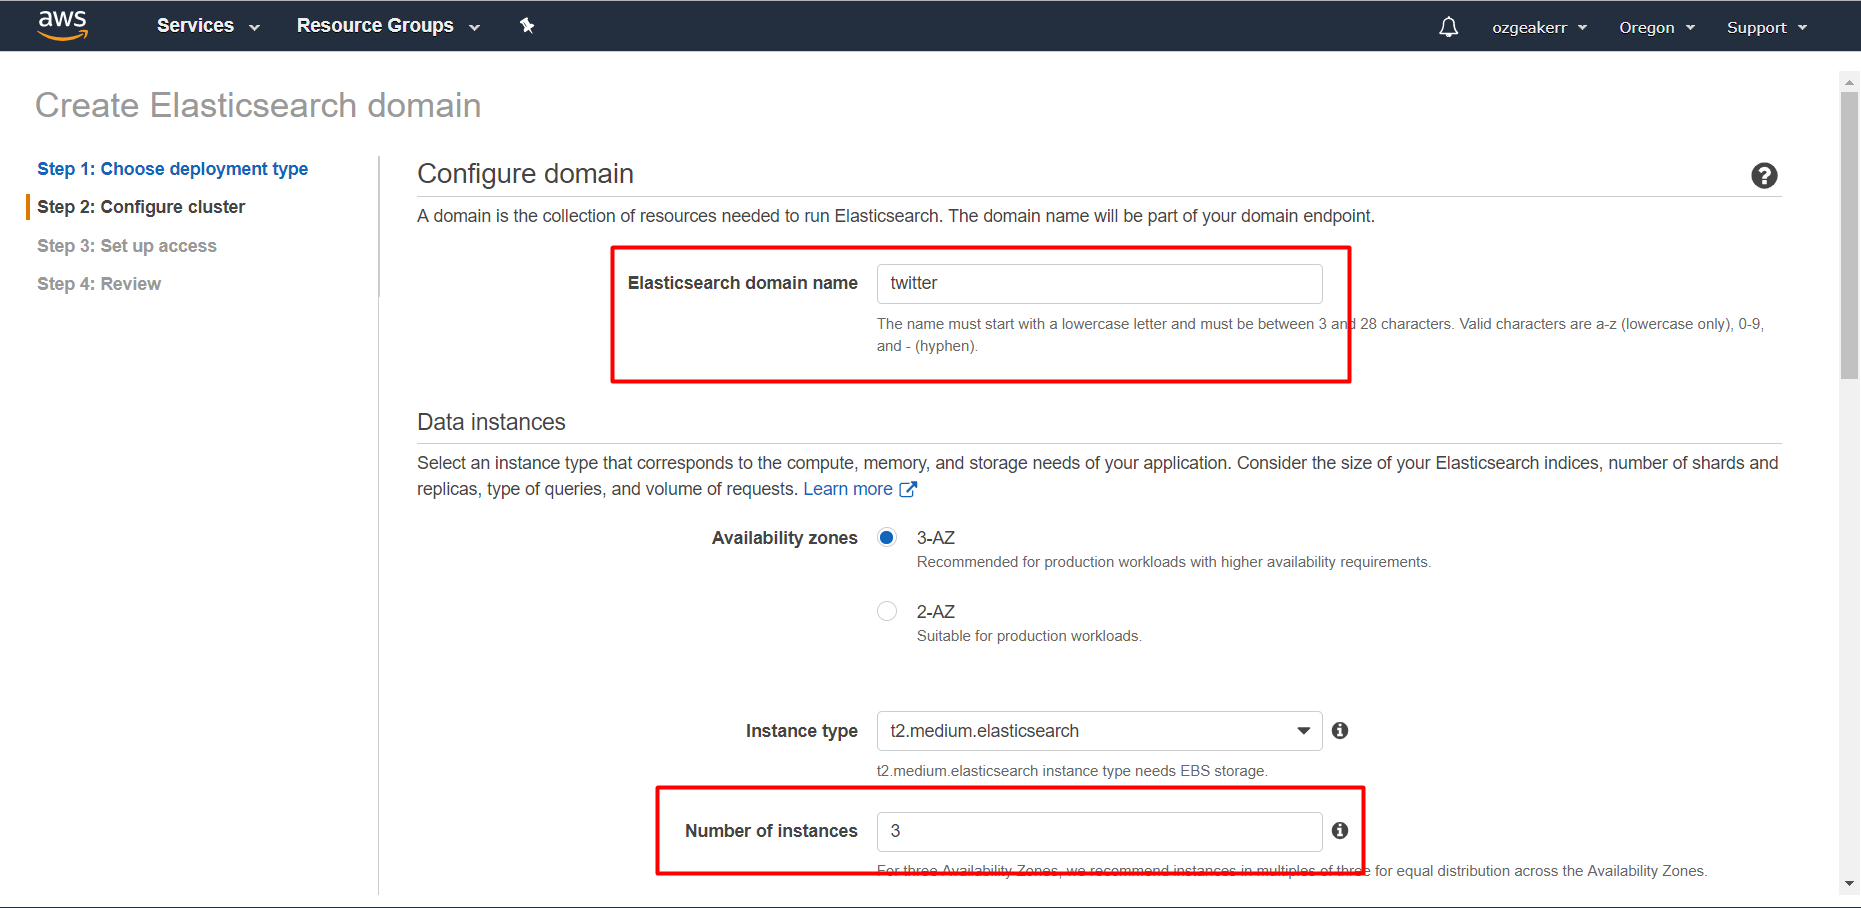 aws Services Resource Groups ozgeakerr Oregon Support
Create Elasticsearch domain
Step 1: Choose deployment type
Step 2: Configure cluster
Step 3: Set up access
Step 4: Review
Configure domain
A domain is the collection of resources needed to run Elasticsearch. The domain name will be part of your domain endpoint.
Elasticsearch domain name twitter
The name must start with a lowercase letter and must be between 3 and 28 characters. Valid characters are a-z (lowercase only), 0-9,
and - (hyphen).
Data instances
Select an instance type that corresponds to the compute, memory, and storage needs of your application. Consider the size of your Elasticsearch indices, number of shards and
replicas, type of queries, and volume of requests. Learn more
Availability zones 3-AZ
Recommended for production workloads with higher availability requirements.
2-AZ
Suitable for production workloads.
Instance type t2.medium.elasticsearch
t2.medium.elasticsearch instance type needs EBS storage.
Number of instances 3
For three Availability Zones, we recommend instances in multiples of three for equal distribution across the Availability Zones.